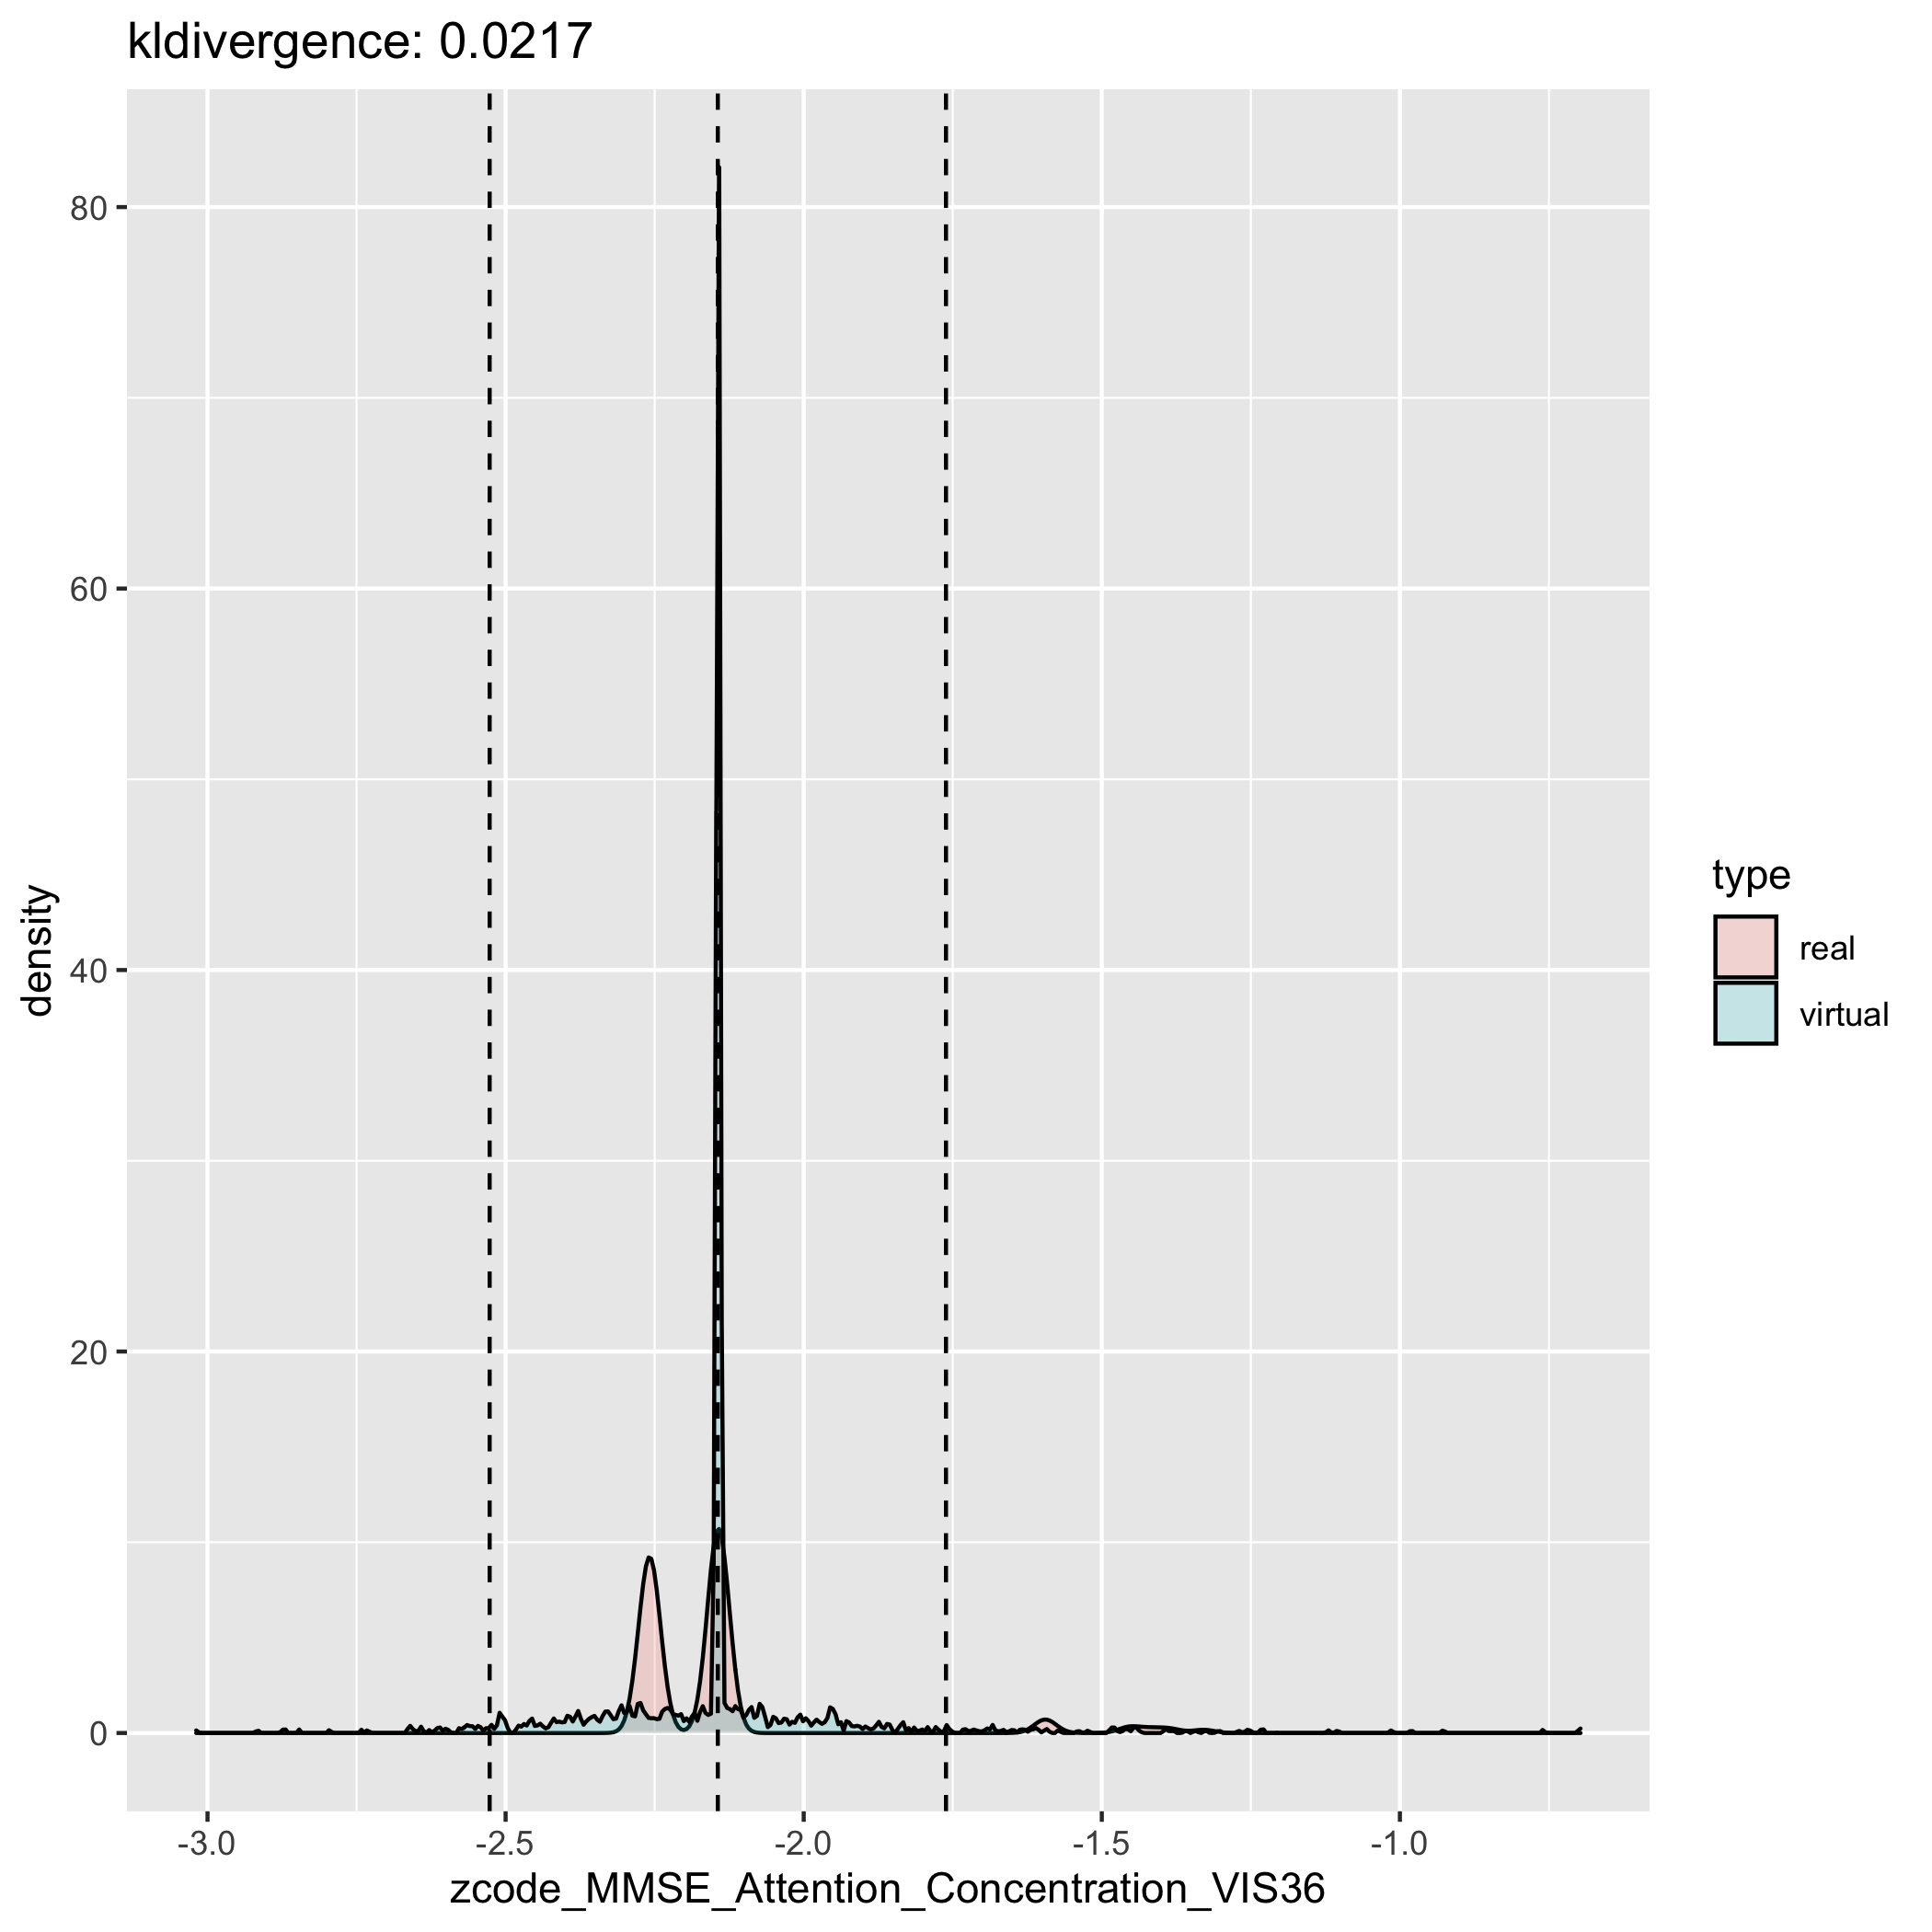 kldivergence: 0.0217
80
60
40
20
0
density
-3.0 -2.5 -2.0 -1.5 -1.0
zcode_MMSE_Attention_Concentration_VIS36
type
real
virtual